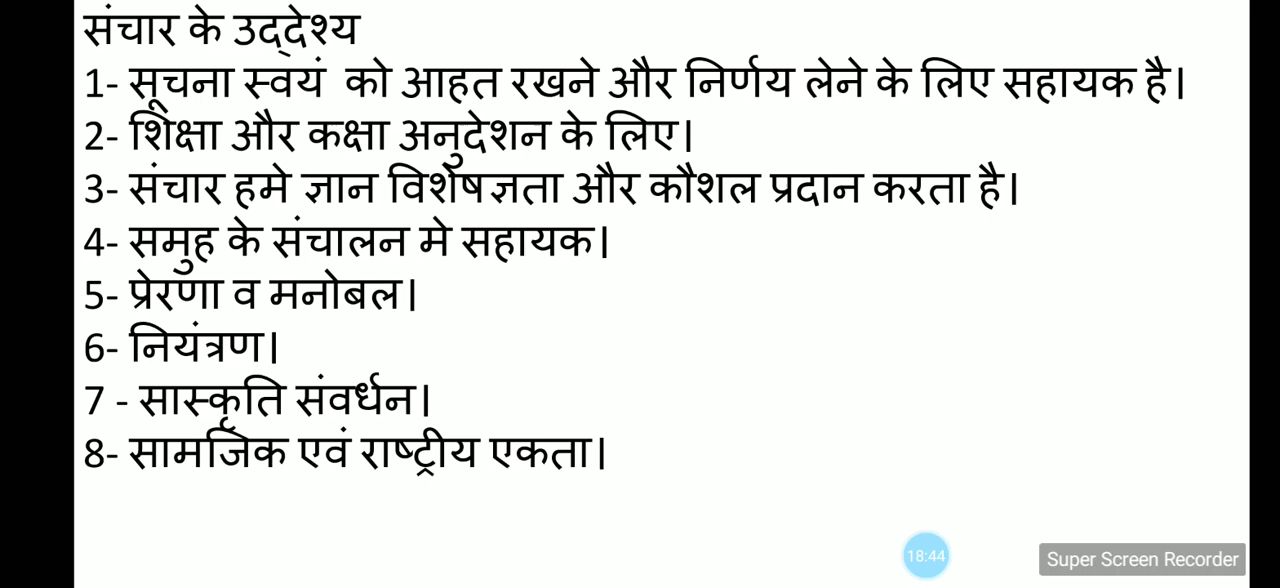 संचार के उद्देश्य
1- सूचना स्वयं को आहत रखने और निर्णय लेने के लिए सहायक है।
2- शिक्षा और कक्षा अनुदेशन के लिए।
3- संचार हमे ज्ञान विशेषज्ञता और कौशल प्रदान करता है।
4- समुह के संचालन मे सहायक।
5- प्रेरणा व मनोबल।
6- नियंत्रण।
7 - सास्कृति संवर्धन।
8- सामजिक एवं राष्ट्रीय एकता।
18:44
Super Screen Recorder